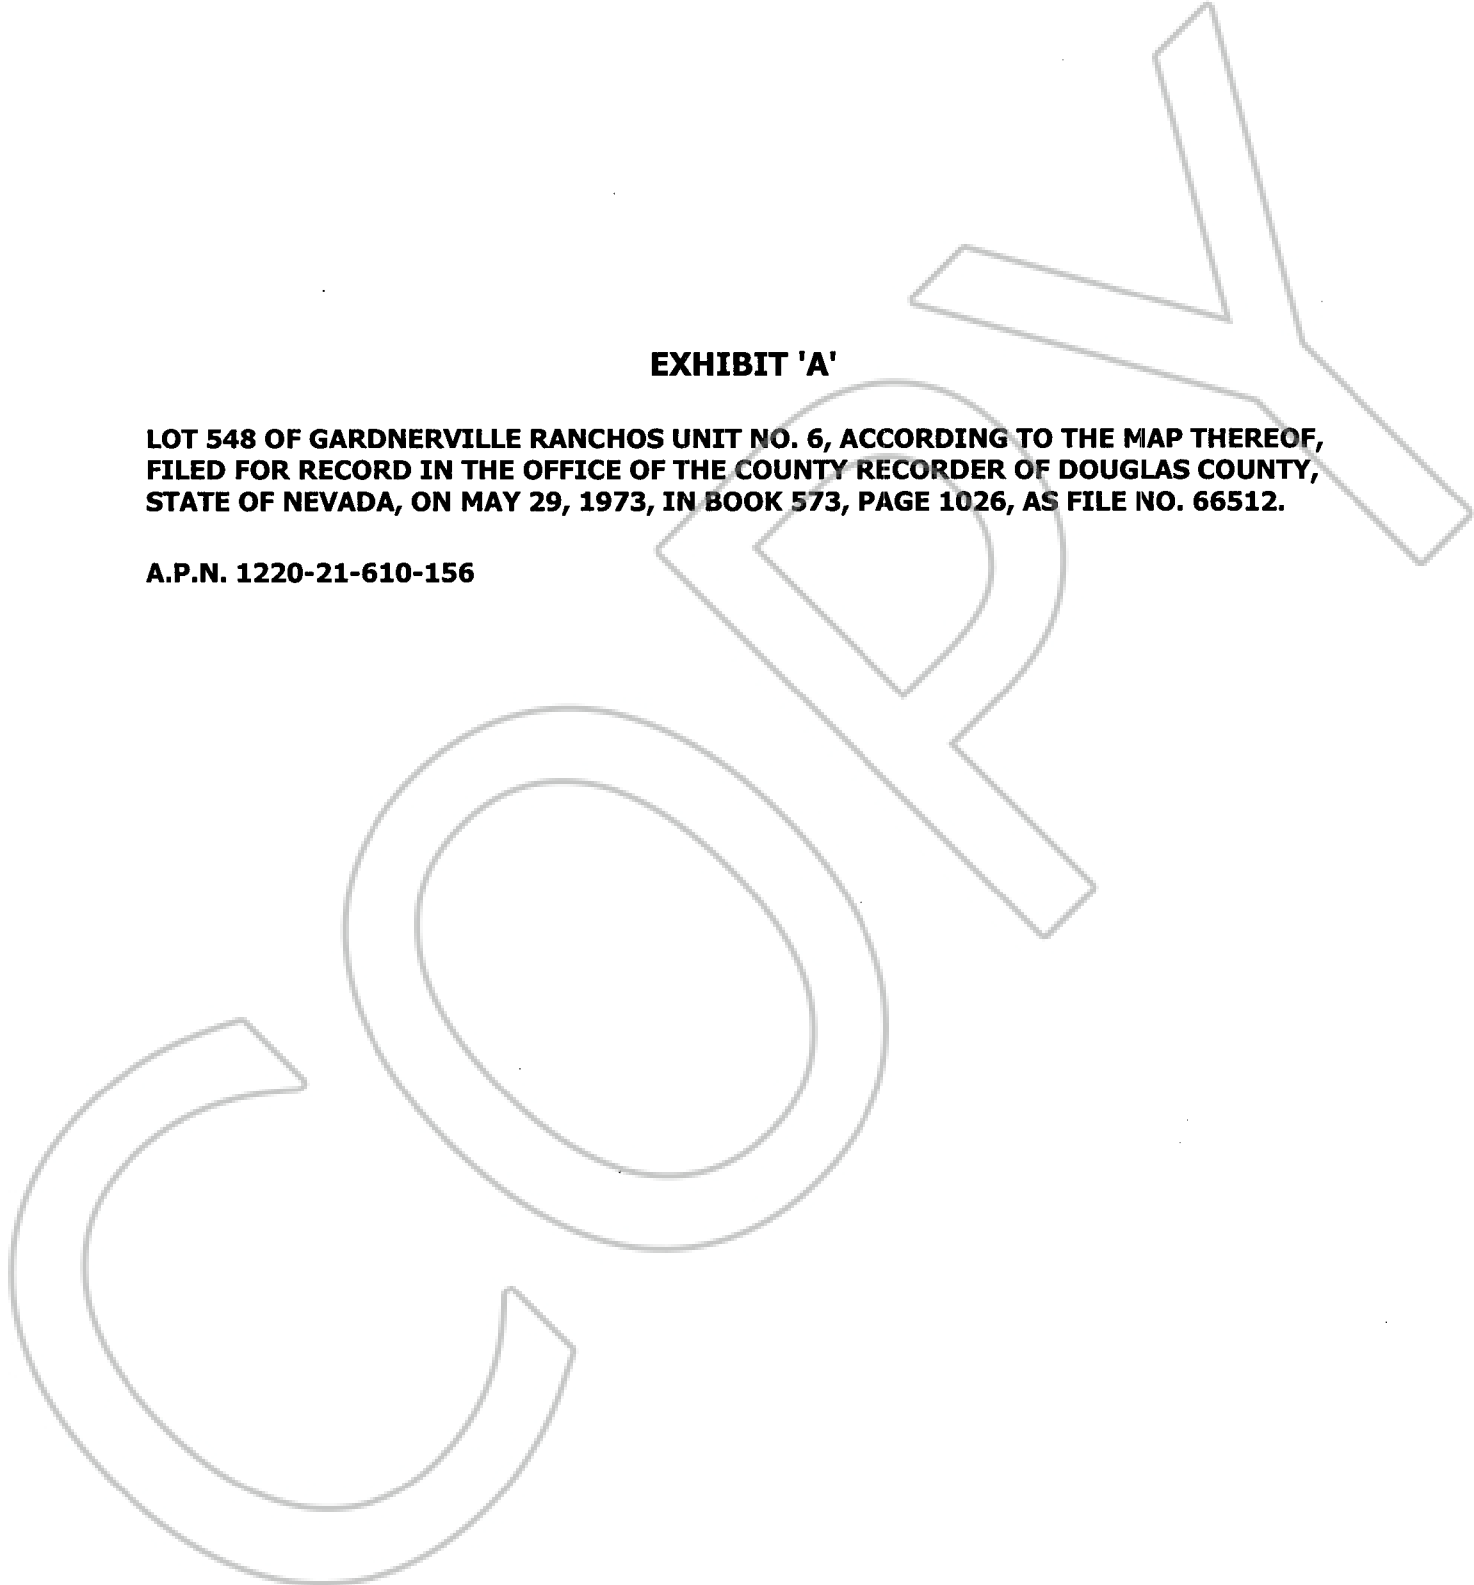 EXHIBIT 'A'
LOT 548 OF GARDNERVILLE RANCHOS UNIT NO. 6, ACCORDING TO THE MAP THEREOF,
FILED FOR RECORD IN THE OFFICE OF THE COUNTY RECORDER OF DOUGLAS COUNTY,
STATE OF NEVADA, ON MAY 29, 1973, IN BOOK 573, PAGE 1026, AS FILE NO. 66512.
A.P.N. 1220-21-610-156
COPY